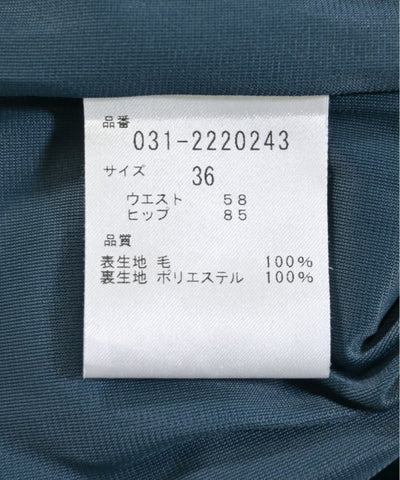 品番
031-2220243
サイズ 36
ウエスト 58
ヒップ 85
品質
表生地 毛 100%
裏生地 ポリエステル 100%